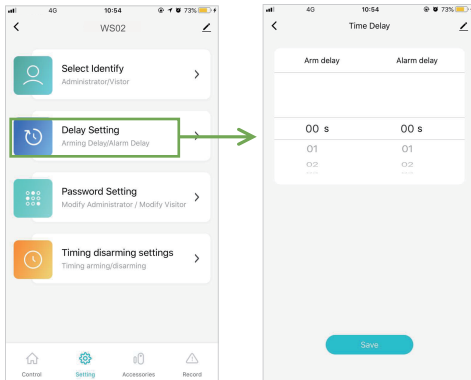 4G 10:54 73%
WS02
Select Identify
Administrator/Vistor
Delay Setting
Arming Delay/Alarm Delay
Password Setting
Modify Administrator / Modify Visitor
Timing disarming settings
Timing arming/disarming
Control Setting Accessories Record
4G 10:54 73%
Time Delay
Arm delay Alarm delay
00 s 00 s
01 01
02 02
Save